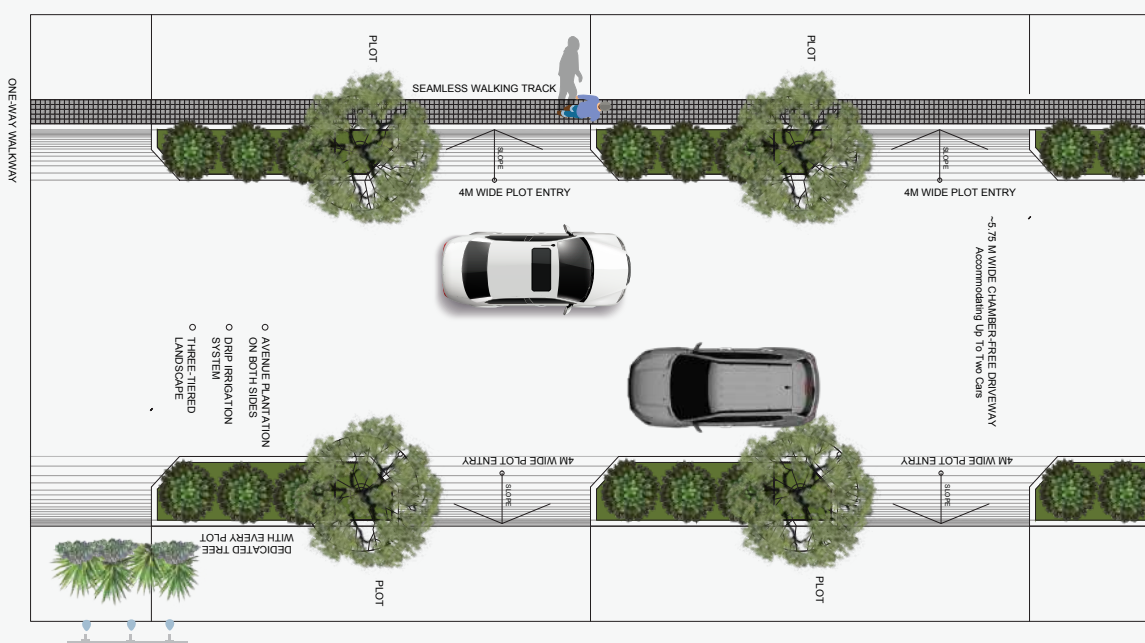 PLOT
PLOT
SEAMLESS WALKING TRACK
ONE-WAY WALKWAY
SLOPE
SLOPE
4M WIDE PLOT ENTRY
4M WIDE PLOT ENTRY
~5.75 M WIDE CHAMBER-FREE DRIVEWAY
Accommodating Up To Two Cars
AVENUE PLANTATION
ON BOTH SIDES
DRIP IRRIGATION
SYSTEM
THREE-TIERED
LANDSCAPE
4M WIDE PLOT ENTRY
4M WIDE PLOT ENTRY
SLOPE
SLOPE
DEDICATED TREE
WITH EVERY PLOT
PLOT
PLOT